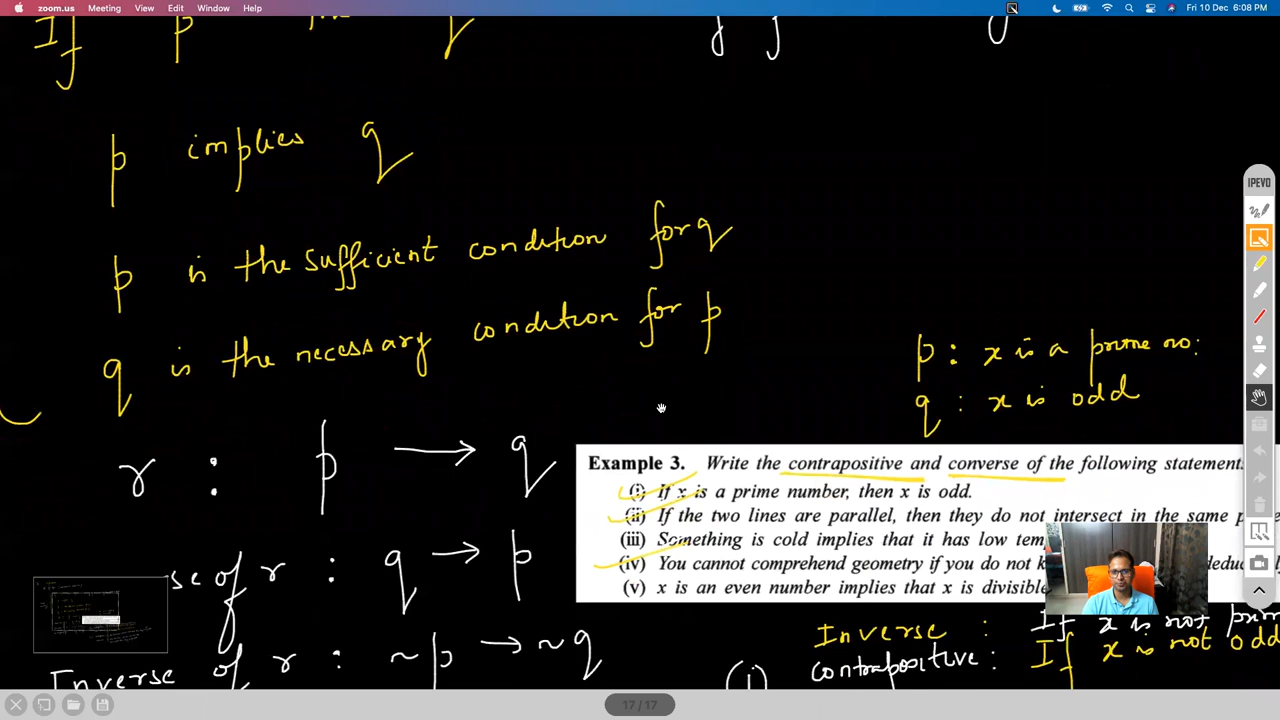 zoom.us Meeting View Edit Window Help Fri 10 Dec 6:08 PM
If p the q
p implies q
p is the sufficient condition for q
q is the necessary condition for p
p : x is a prime no:
q : x is odd
r : p → q
Example 3. Write the contrapositive and converse of the following statement
(i) If x is a prime number, then x is odd.
(ii) If the two lines are parallel, then they do not intersect in the same
(iii) Something is cold implies that it has low tem
(iv) You cannot comprehend geometry if you do not k deduc
(v) x is an even number implies that x is divisible
se of r : q → p
Inverse : If x is not prim
Inverse of r : ~p → ~q
(i) contrapositive : If x is not odd
IPEVO
17 / 17